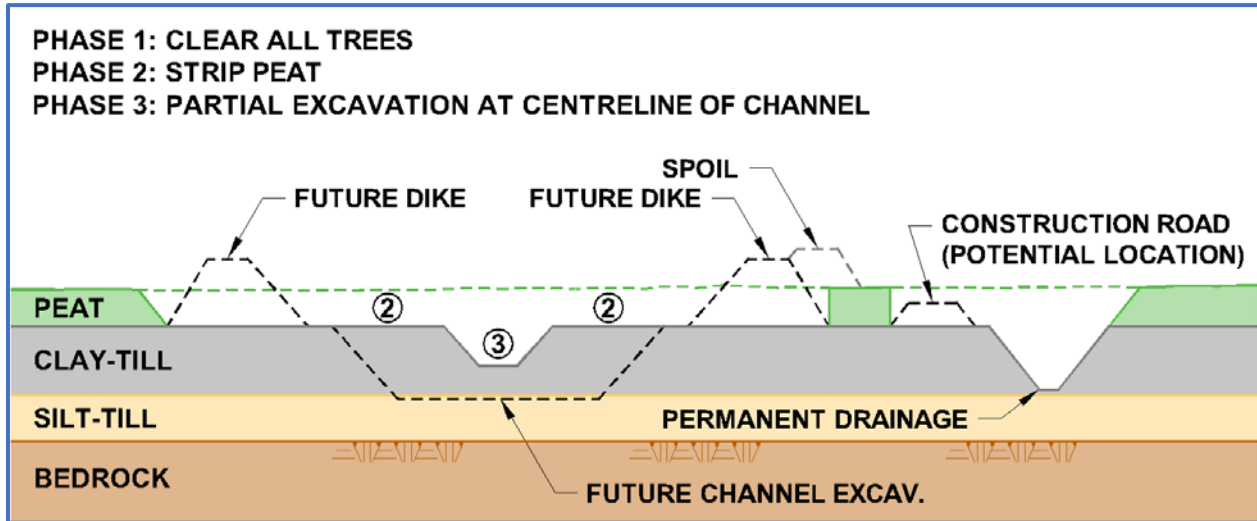 PHASE 1: CLEAR ALL TREES
PHASE 2: STRIP PEAT
PHASE 3: PARTIAL EXCAVATION AT CENTRELINE OF CHANNEL
SPOIL
FUTURE DIKE
FUTURE DIKE
CONSTRUCTION ROAD
(POTENTIAL LOCATION)
PEAT
2
2
3
CLAY-TILL
SILT-TILL
PERMANENT DRAINAGE
BEDROCK
FUTURE CHANNEL EXCAV.